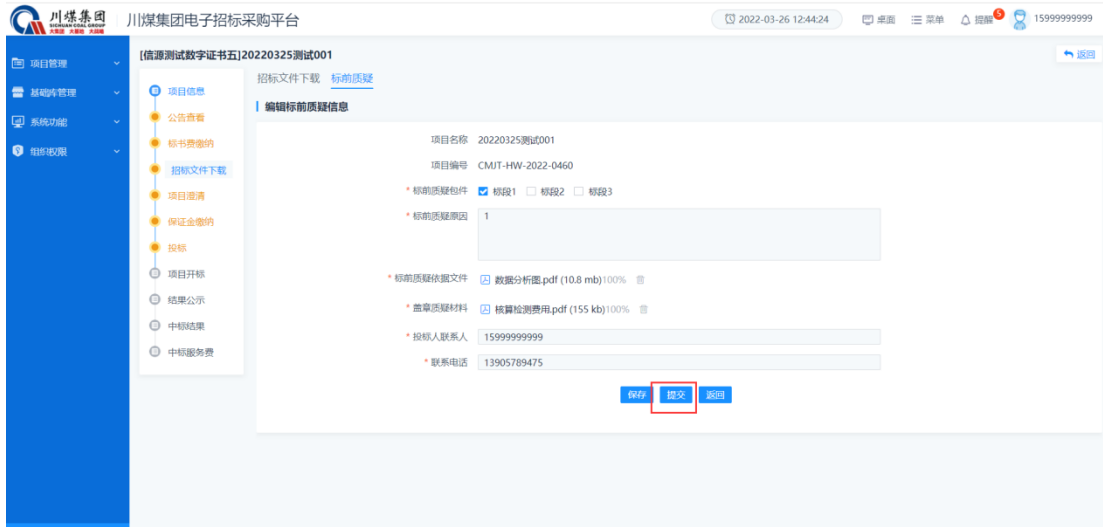 川煤集团
SICHUAN COAL GROUP
大集团 大基地 大战略
川煤集团电子招标采购平台
2022-03-26 12:44:24
桌面
菜单
提醒
5
15999999999
[信源测试数字证书五]20220325测试001
返回
项目管理
基础库管理
系统功能
组织权限
项目信息
公告查看
标书费缴纳
招标文件下载
项目澄清
保证金缴纳
投标
项目开标
结果公示
中标结果
中标服务费
招标文件下载 标前质疑
编辑标前质疑信息
项目名称 20220325测试001
项目编号 CMJT-HW-2022-0460
* 标前质疑包件 标段1 标段2 标段3
* 标前质疑原因 1
* 标前质疑依据文件 数据分析图.pdf (10.8 mb)100%
* 盖章质疑材料 核算检测费用.pdf (155 kb)100%
* 投标人联系人 15999999999
* 联系电话 13905789475
保存 提交 返回